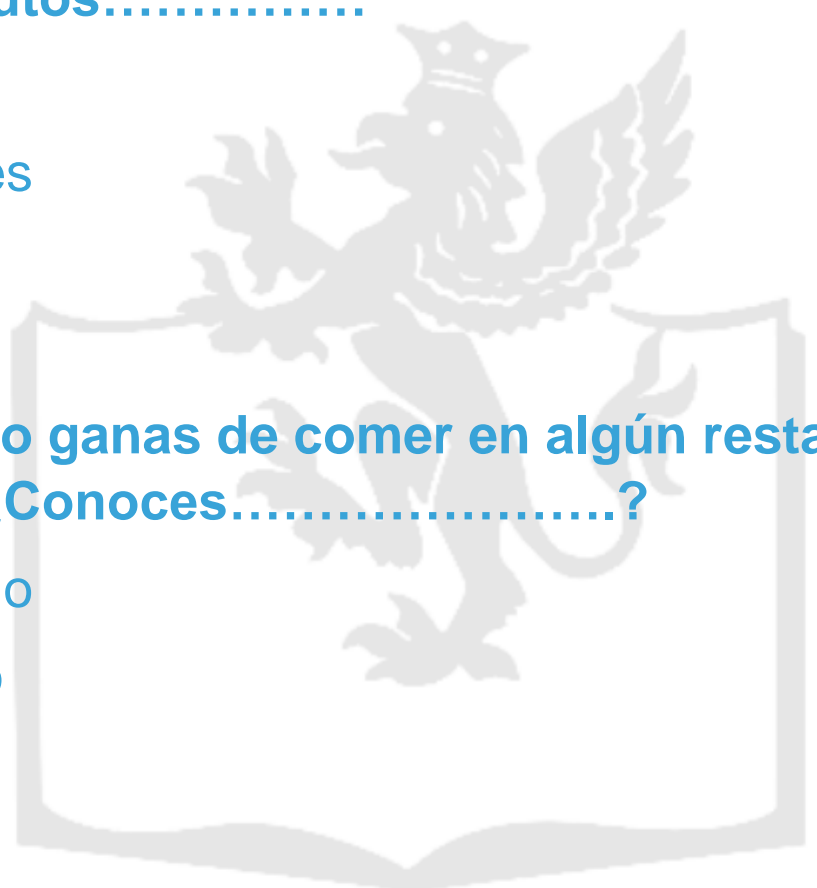 utos……………
es
o ganas de comer en algún resta
¿Conoces………………….?
o
o